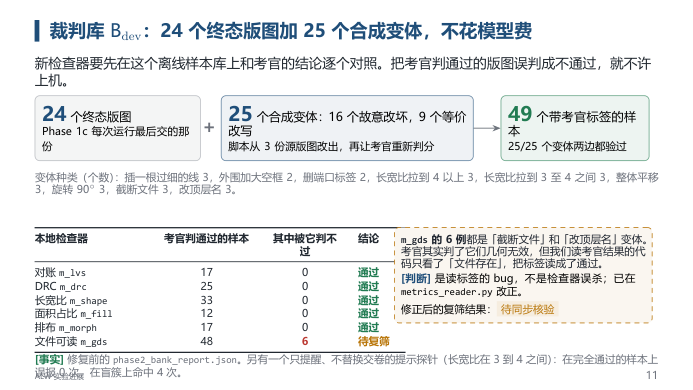 裁判库 Bdev：24 个终态版图加 25 个合成变体，不花模型费
新检查器要先在这个离线样本库上和考官的结论逐个对照。把考官判通过的版图误判成不通过，就不许
上机。
24 个终态版图
Phase 1c 每次运行最后交的那
份
+
25 个合成变体：16 个故意改坏，9 个等价
改写
脚本从 3 份源版图改出，再让考官重新判分
49 个带考官标签的样
本
25/25 个变体两边都验过
变体种类（个数）：插一根过细的线 3，外围加大空框 2，删端口标签 2，长宽比拉到 4 以上 3，长宽比拉到 3 至 4 之间 3，整体平移
3，旋转 90° 3，截断文件 3，改顶层名 3。
本地检查器 考官判通过的样本 其中被它判不过 结论
对账 m_lvs 17 0 通过
DRC m_drc 25 0 通过
长宽比 m_shape 33 0 通过
面积占比 m_fill 12 0 通过
排布 m_morph 17 0 通过
文件可读 m_gds 48 6 待复筛
m_gds 的 6 例都是「截断文件」和「改顶层名」变体。
考官其实判了它们几何无效，但我们读考官结果的代
码只看了「文件存在」，把标签读成了通过。
[判断] 是读标签的 bug，不是检查器误杀；已在
metrics_reader.py 改正。
修正后的复筛结果： 待同步核验
[事实] 修复前的 phase2_bank_report.json。另有一个只提醒、不替换交卷的提示探针（长宽比在 3 到 4 之间）：在完全通过的样本上
误报 0 次，在盲簇上命中 4 次。
11